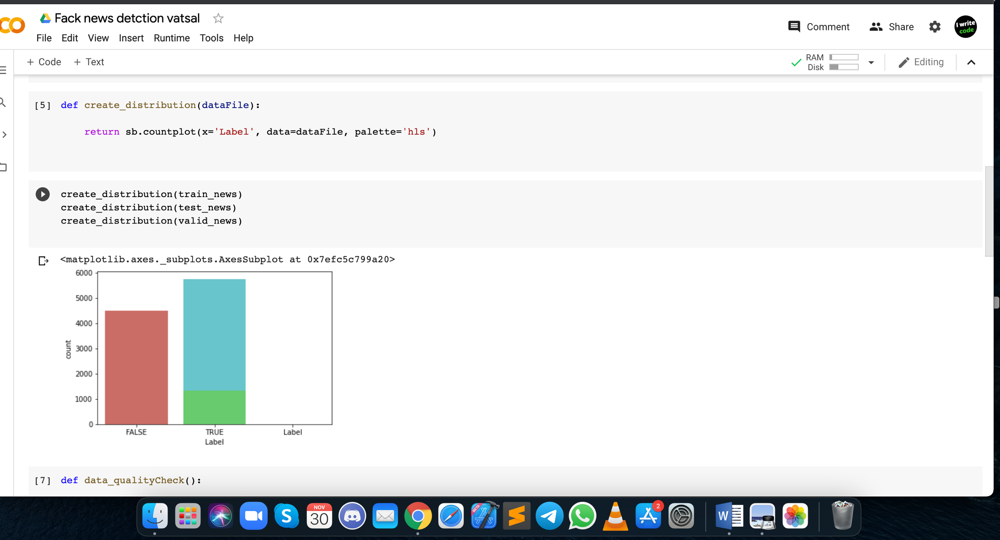 Fack news detction vatsal
File Edit View Insert Runtime Tools Help
Comment
Share
I write
code
+ Code + Text
RAM
Disk
Editing
[5] def create_distribution(dataFile):
return sb.countplot(x='Label', data=dataFile, palette='hls')
create_distribution(train_news)
create_distribution(test_news)
create_distribution(valid_news)
<matplotlib.axes._subplots.AxesSubplot at 0x7efc5c799a20>
6000
5000
4000
3000
2000
1000
0
count
FALSE TRUE Label
Label
[7] def data_qualityCheck():
NOV
30
S
BETA
2
W